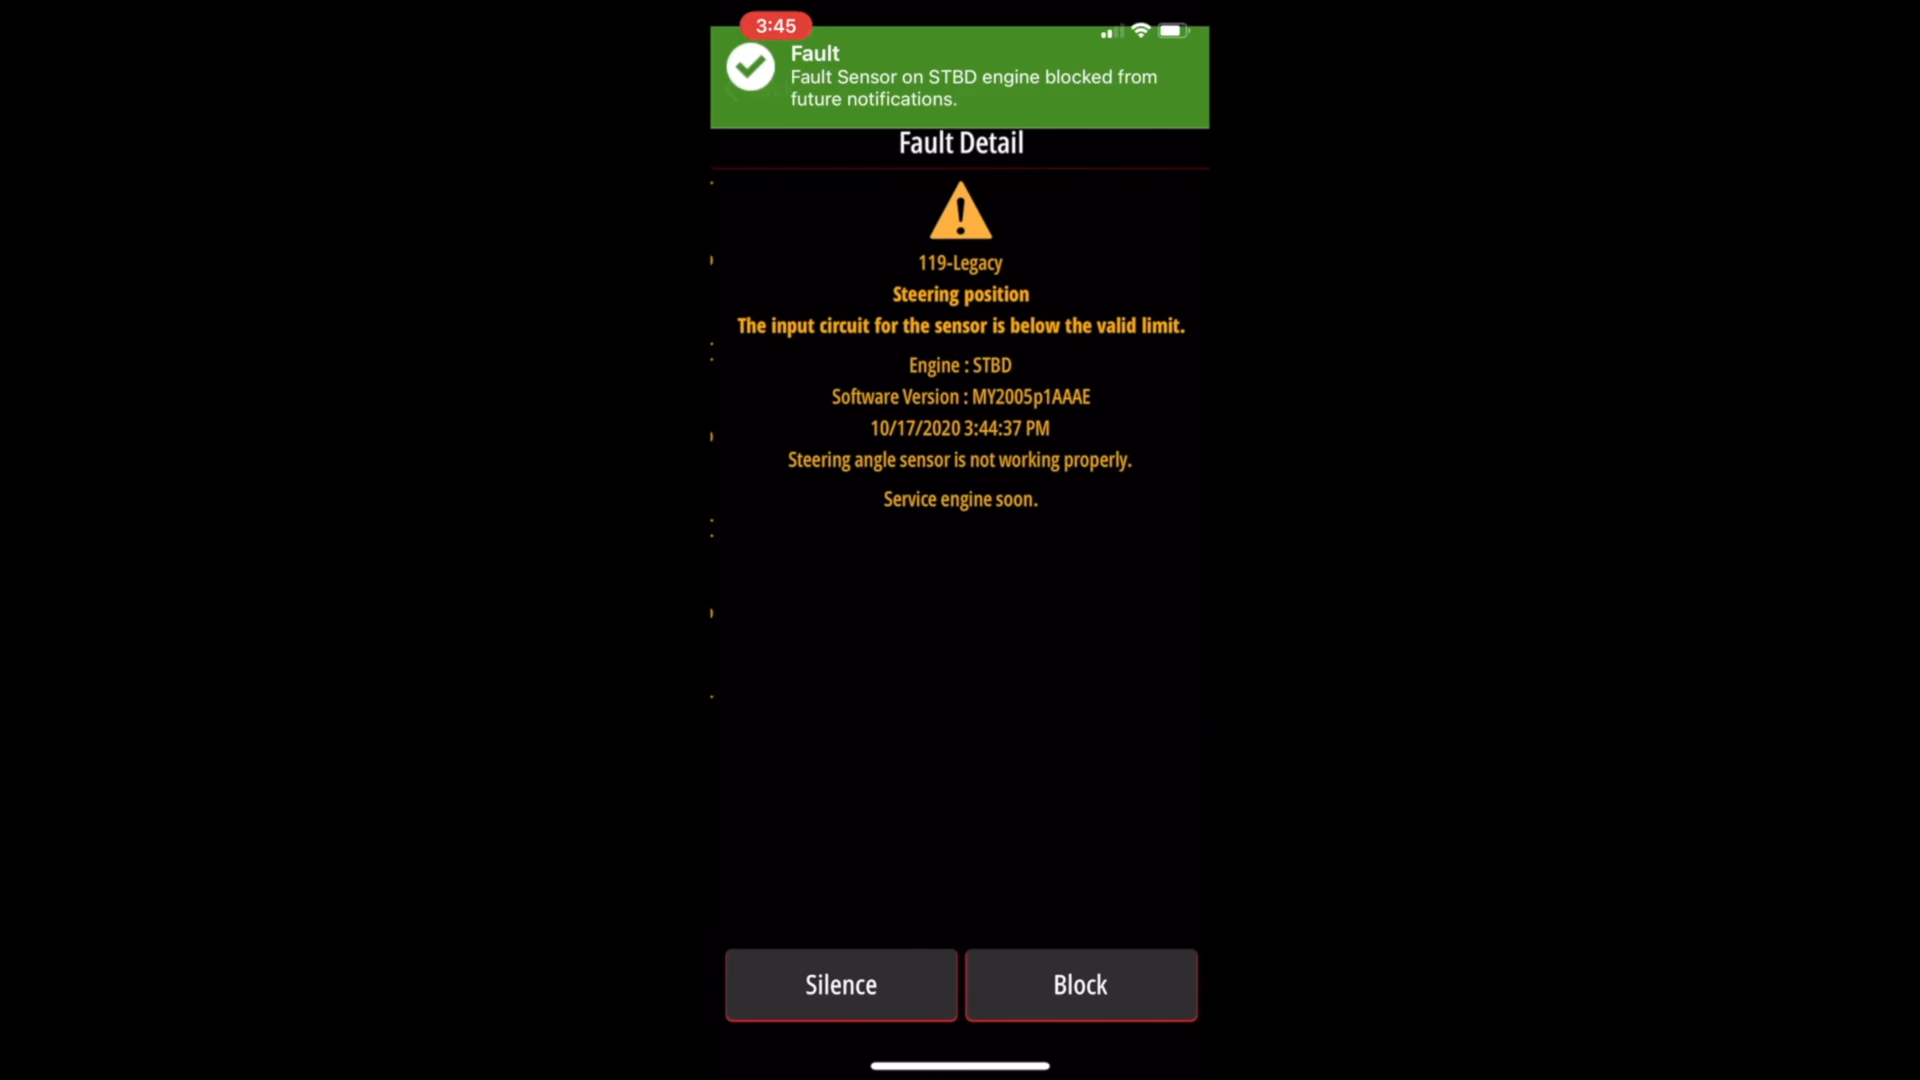 3:45
Fault
Fault Sensor on STBD engine blocked from
future notifications.
Fault Detail
119-Legacy
Steering position
The input circuit for the sensor is below the valid limit.
Engine : STBD
Software Version : MY2005p1AAAE
10/17/2020 3:44:37 PM
Steering angle sensor is not working properly.
Service engine soon.
Silence
Block